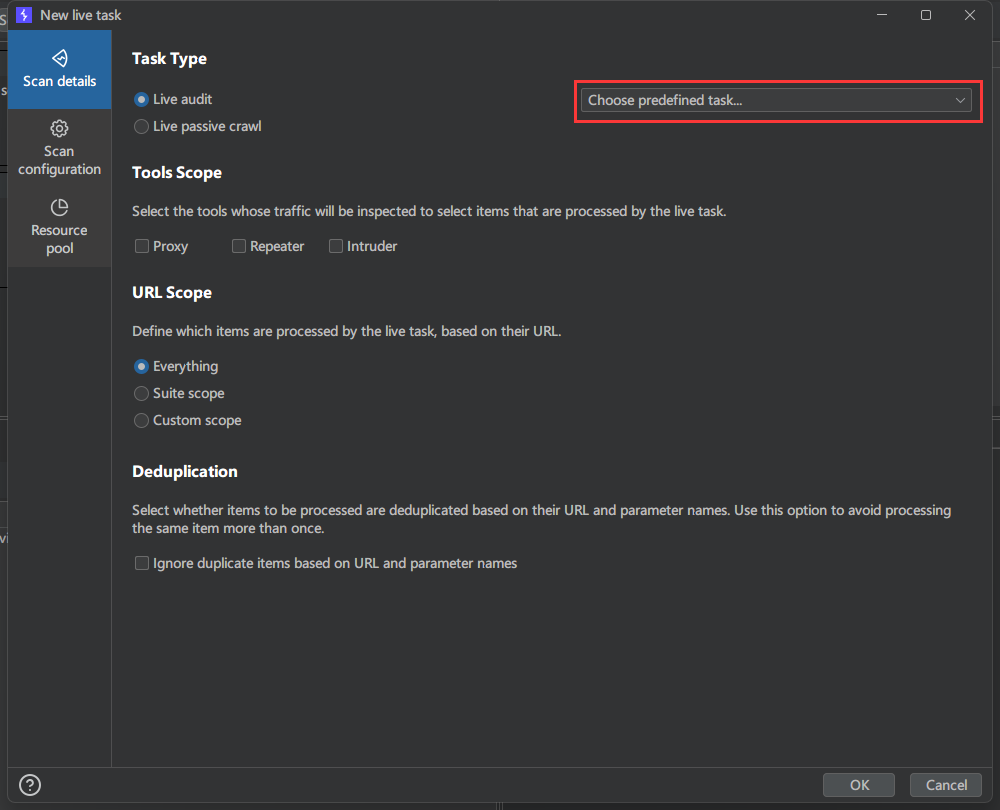 New live task
Scan details
Scan
configuration
Resource
pool
Task Type
Live audit
Choose predefined task...
Live passive crawl
Tools Scope
Select the tools whose traffic will be inspected to select items that are processed by the live task.
Proxy Repeater Intruder
URL Scope
Define which items are processed by the live task, based on their URL.
Everything
Suite scope
Custom scope
Deduplication
Select whether items to be processed are deduplicated based on their URL and parameter names. Use this option to avoid processing
the same item more than once.
Ignore duplicate items based on URL and parameter names
OK Cancel